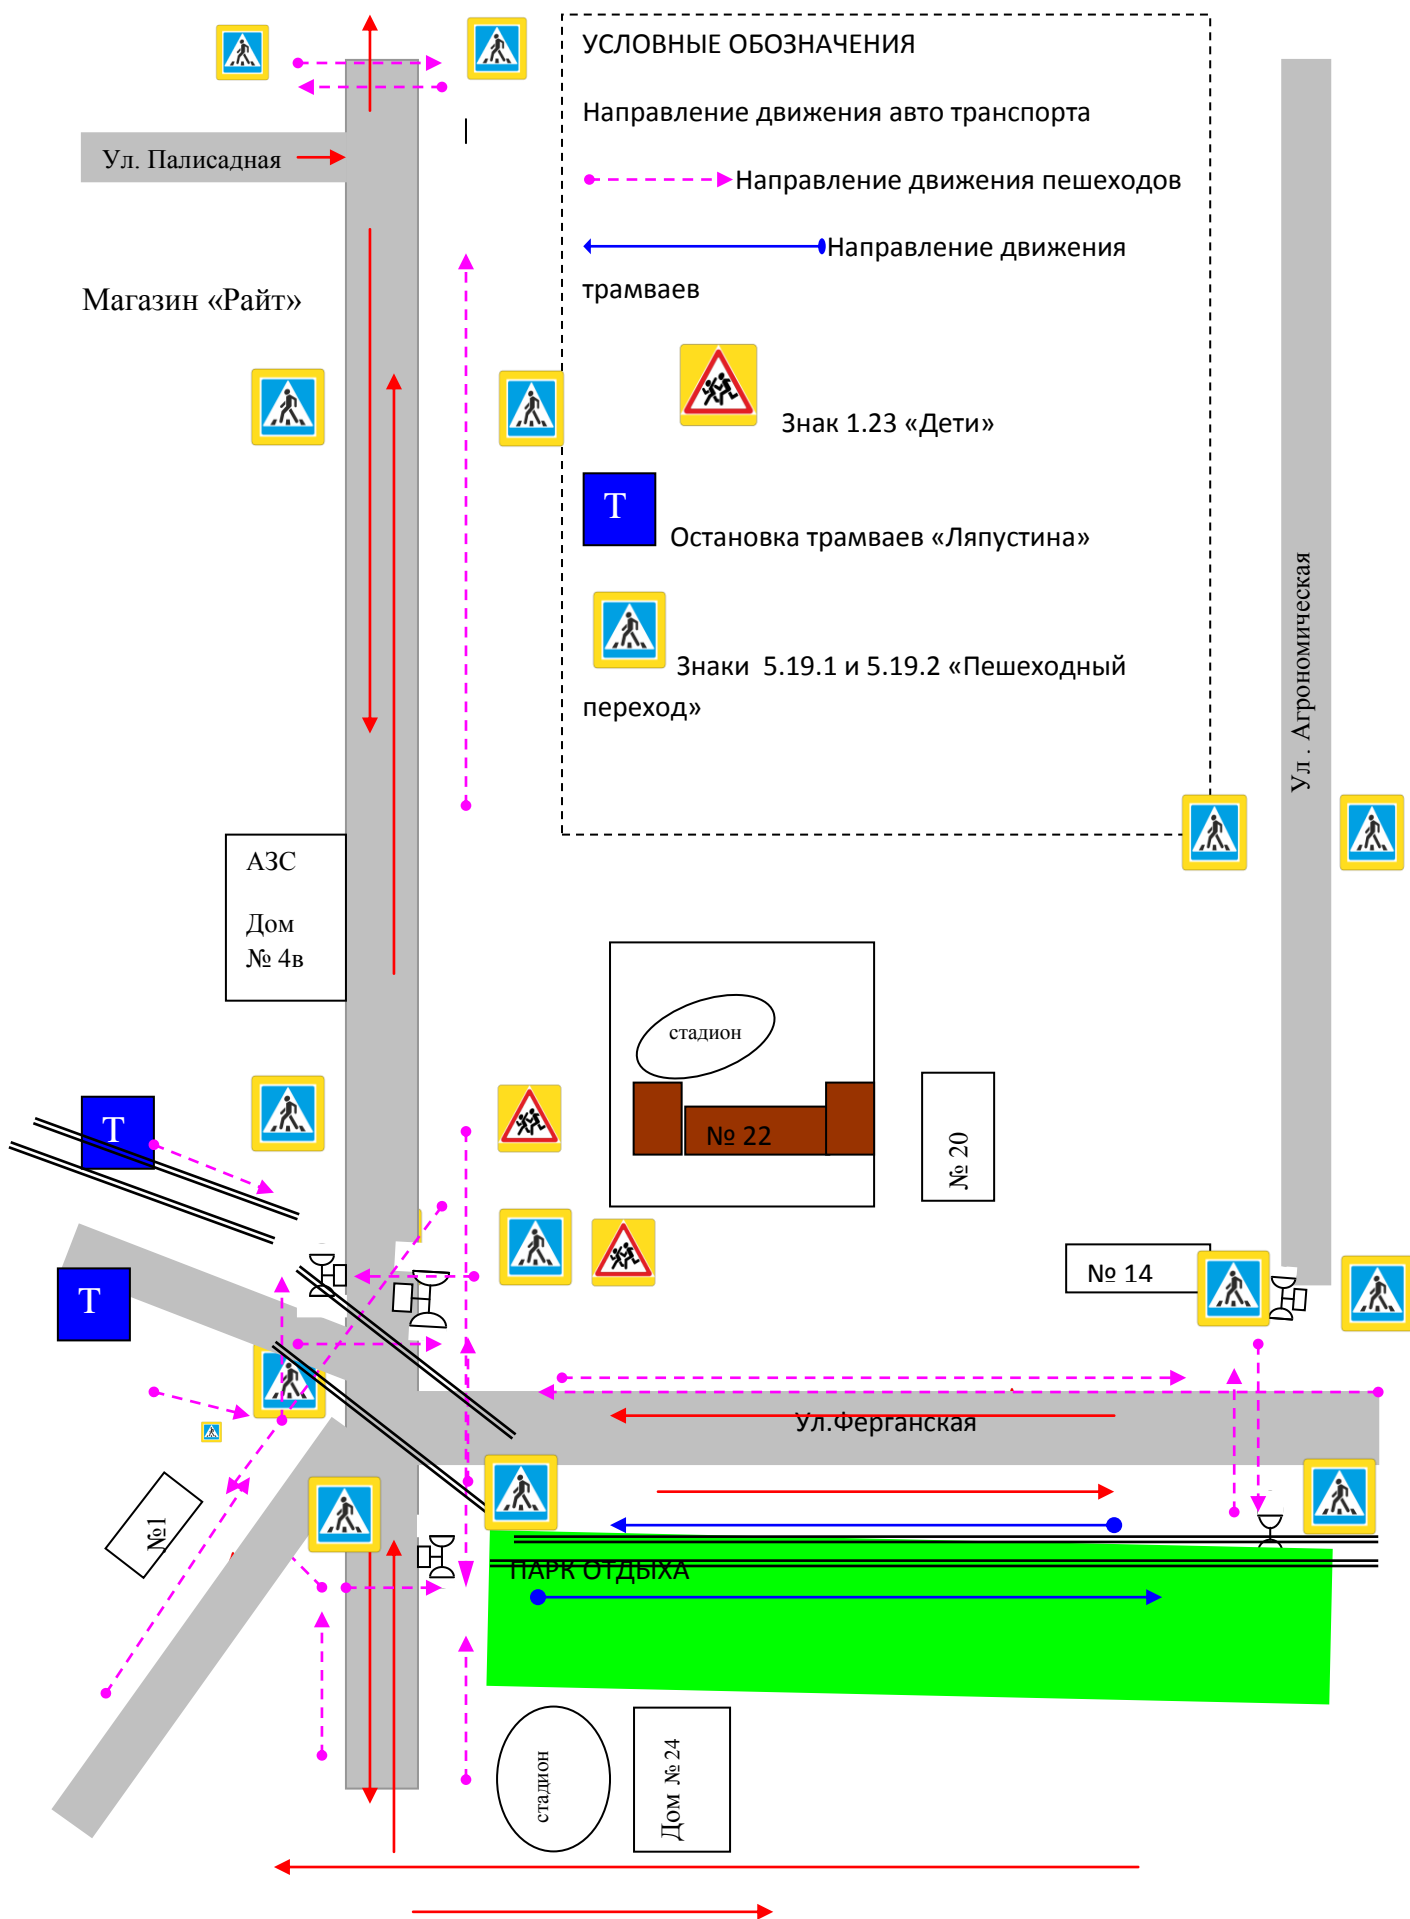 УСЛОВНЫЕ ОБОЗНАЧЕНИЯ
Направление движения авто транспорта
Ул. Палисадная
Направление движения пешеходов
Направление движения
трамваев
Магазин «Райт»
Знак 1.23 «Дети»
Т
Остановка трамваев «Ляпустина»
Знаки 5.19.1 и 5.19.2 «Пешеходный
переход»
Ул . Агрономическая
АЗС
Дом
№ 4в
стадион
Т
№ 22
№ 20
№ 14
Т
Ул.Ферганская
№1
ПАРК ОТДЫХА
стадион
Дом № 24